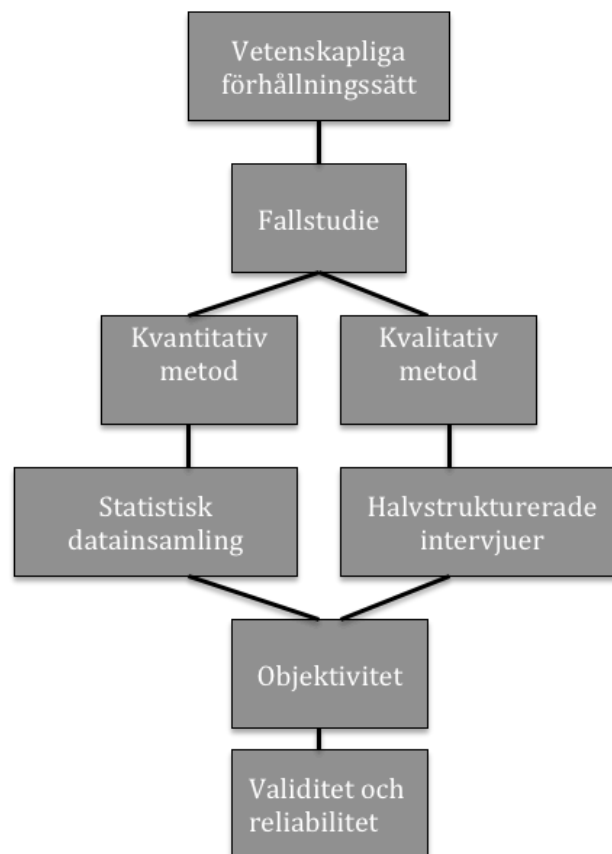 Vetenskapliga
förhållningssätt
Fallstudie
Kvantitativ
metod
Kvalitativ
metod
Statistisk
datainsamling
Halvstrukturerade
intervjuer
Objektivitet
Validitet och
reliabilitet